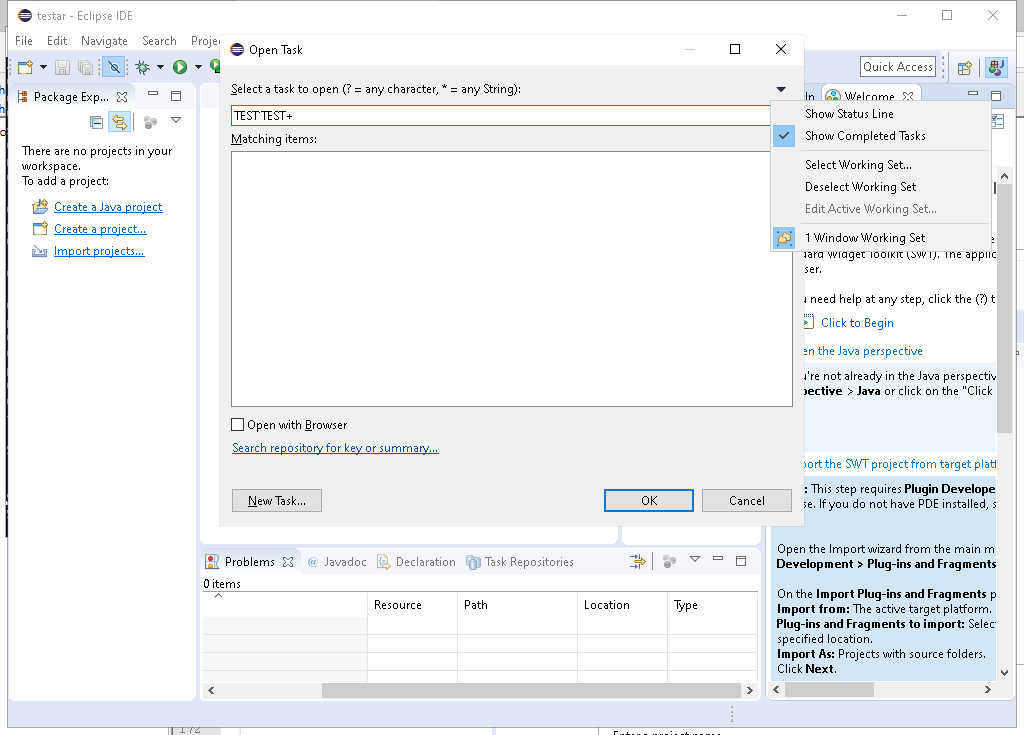 testar - Eclipse IDE
File Edit Navigate Search Projec
Open Task
Quick Access
Select a task to open (? = any character, * = any String):
TESTTEST+
Matching items:
Open with Browser
Search repository for key or summary...
New Task...
OK
Cancel
Package Exp...
There are no projects in your
workspace.
To add a project:
Create a Java project
Create a project...
Import projects...
Welcome
Show Status Line
Show Completed Tasks
Select Working Set...
Deselect Working Set
Edit Active Working Set...
1 Window Working Set
dard Widget Toolkit (SWT). The applic
ser.
u need help at any step, click the (?) t
Click to Begin
en the Java perspective
u're not already in the Java perspectiv
pective > Java or click on the "Click
port the SWT project from target platf
: This step requires Plugin Develope
se. If you do not have PDE installed, s
Open the Import wizard from the main m
Development > Plug-ins and Fragments
On the Import Plug-ins and Fragments p
Import from: The active target platform.
Plug-ins and Fragments to import: Selec
specified location.
Import As: Projects with source folders.
Click Next.
Problems
@ Javadoc
Declaration
Task Repositories
0 items
Resource
Path
Location
Type
172
Enter a project name